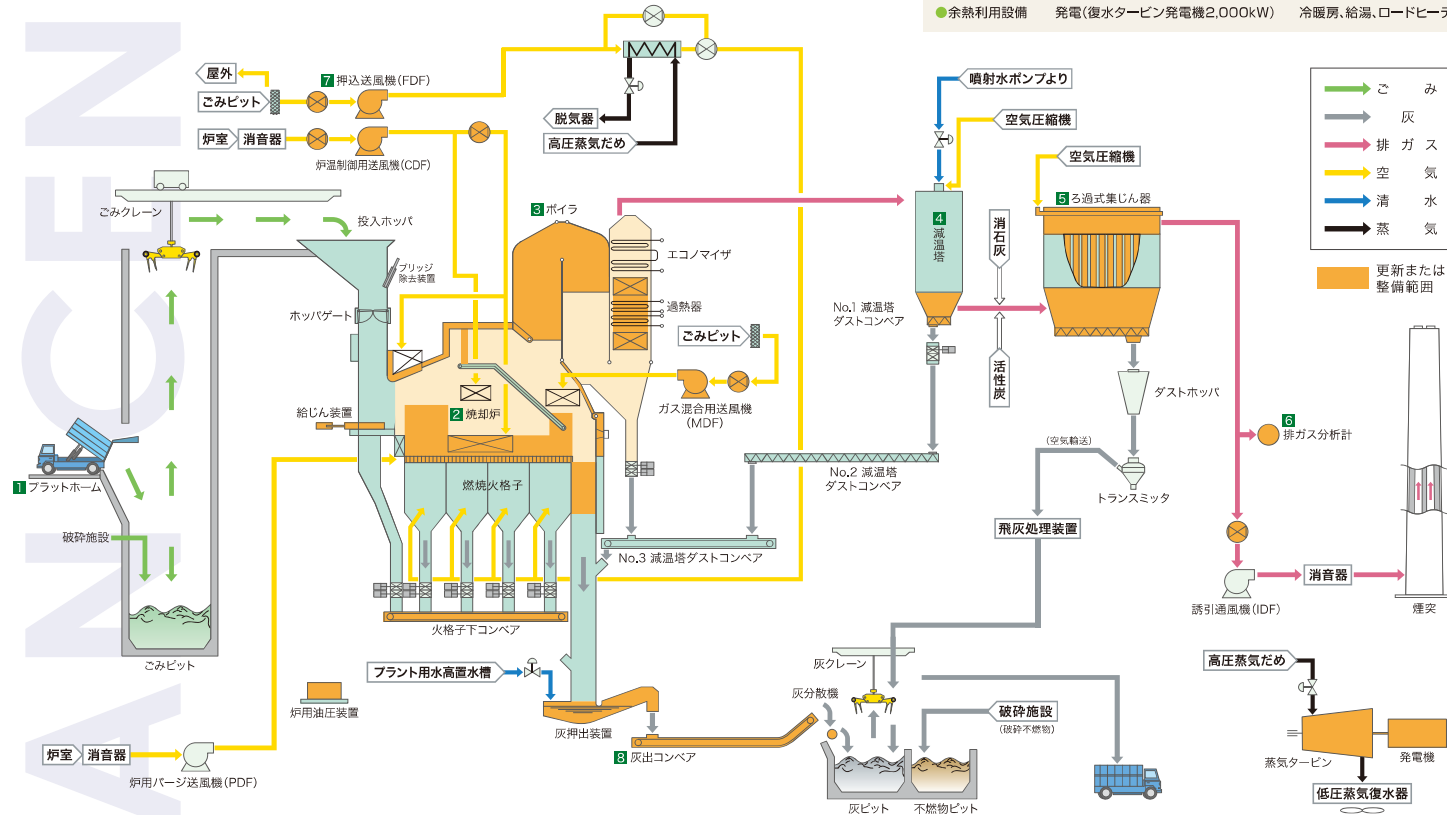 ●余熱利用設備 発電(復水タービン発電機2,000kW) 冷暖房、給湯、ロードヒーテ
ANCEN
屋外
ごみピット
7 押込送風機(FDF)
炉室 消音器
炉温制御用送風機(CDF)
脱気器
高圧蒸気だめ
噴射水ポンプより
空気圧縮機
空気圧縮機
ごみ
灰
排ガス
空気
清水
蒸気
更新または
整備範囲
ごみクレーン
投入ホッパ
ブリッジ
除去装置
ホッパゲート
3 ボイラ
エコノマイザ
過熱器
4 減温塔
No.1 減温塔
ダストコンベア
消石灰
活性炭
5 ろ過式集じん器
ダストホッパ
(空気輸送)
トランスミッタ
6
排ガス分析計
ごみピット
ガス混合用送風機
(MDF)
給じん装置
2 焼却炉
燃焼火格子
1 プラットホーム
破砕施設
ごみピット
No.2 減温塔
ダストコンベア
No.3 減温塔ダストコンベア
飛灰処理装置
誘引通風機(IDF)
消音器
煙突
火格子下コンベア
プラント用水高置水槽
炉用油圧装置
灰押出装置
8 灰出コンベア
炉室 消音器
炉用パージ送風機(PDF)
灰クレーン
灰分散機
破砕施設
(破砕不燃物)
灰ピット
不燃物ピット
高圧蒸気だめ
蒸気タービン
発電機
低圧蒸気復水器